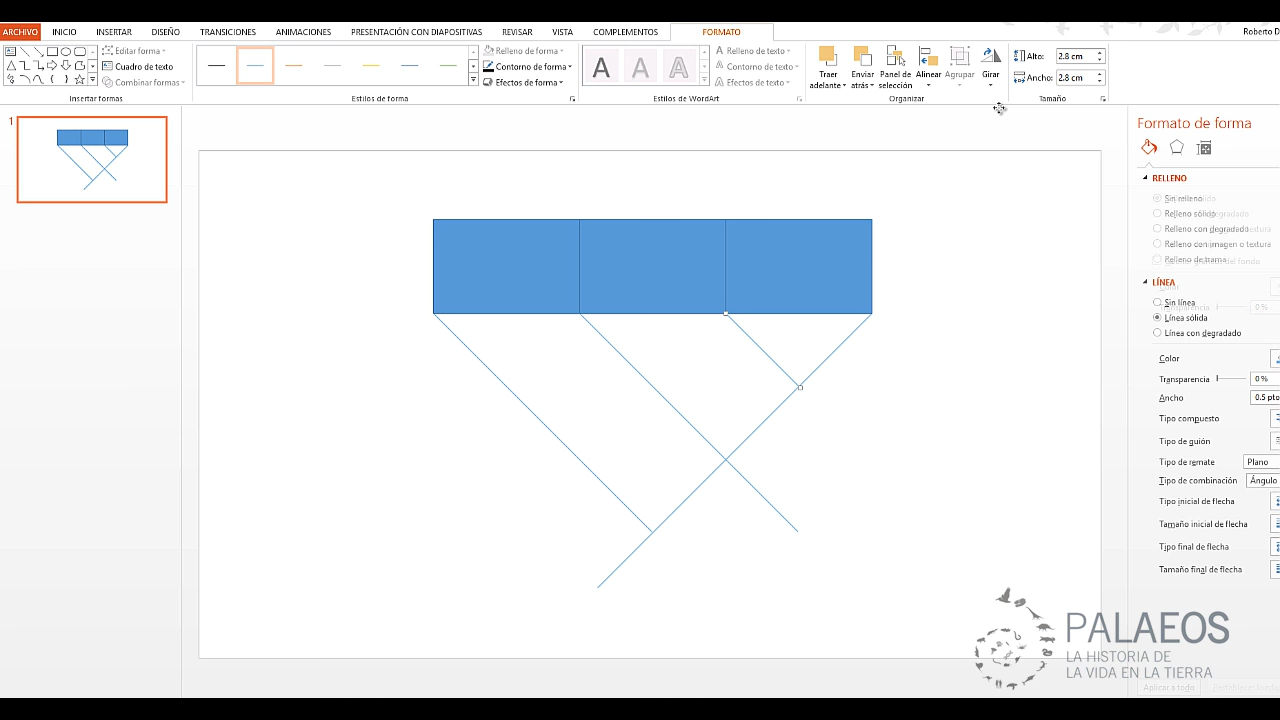 ARCHIVO INICIO INSERTAR DISEÑO TRANSICIONES ANIMACIONES PRESENTACIÓN CON DIAPOSITIVAS REVISAR VISTA COMPLEMENTOS FORMATO Roberto D
Editar forma
Cuadro de texto
Combinar formas
Insertar formas
Relleno de forma
Contorno de forma
Efectos de forma
Estilos de forma
A A A
Relleno de texto
Contorno de texto
Efectos de texto
Estilos de WordArt
Traer adelante
Enviar atrás
Panel de selección
Alinear
Agrupar
Girar
Organizar
Alto: 2.8 cm
Ancho: 2.8 cm
Tamaño
1
Formato de forma
RELLENO
Sin relleno
Relleno sólido
Relleno con degradado
Relleno con imagen o textura
Relleno de trama
LÍNEA
Sin línea
Línea sólida
Línea con degradado
Color
Transparencia 0 %
Ancho 0.5 pto
Tipo compuesto
Tipo de guión
Tipo de remate Plano
Tipo de combinación Ángulo
Tipo inicial de flecha
Tamaño inicial de flecha
Tipo final de flecha
Tamaño final de flecha
PALAEOS
LA HISTORIA DE
LA VIDA EN LA TIERRA
Aplicar a todo